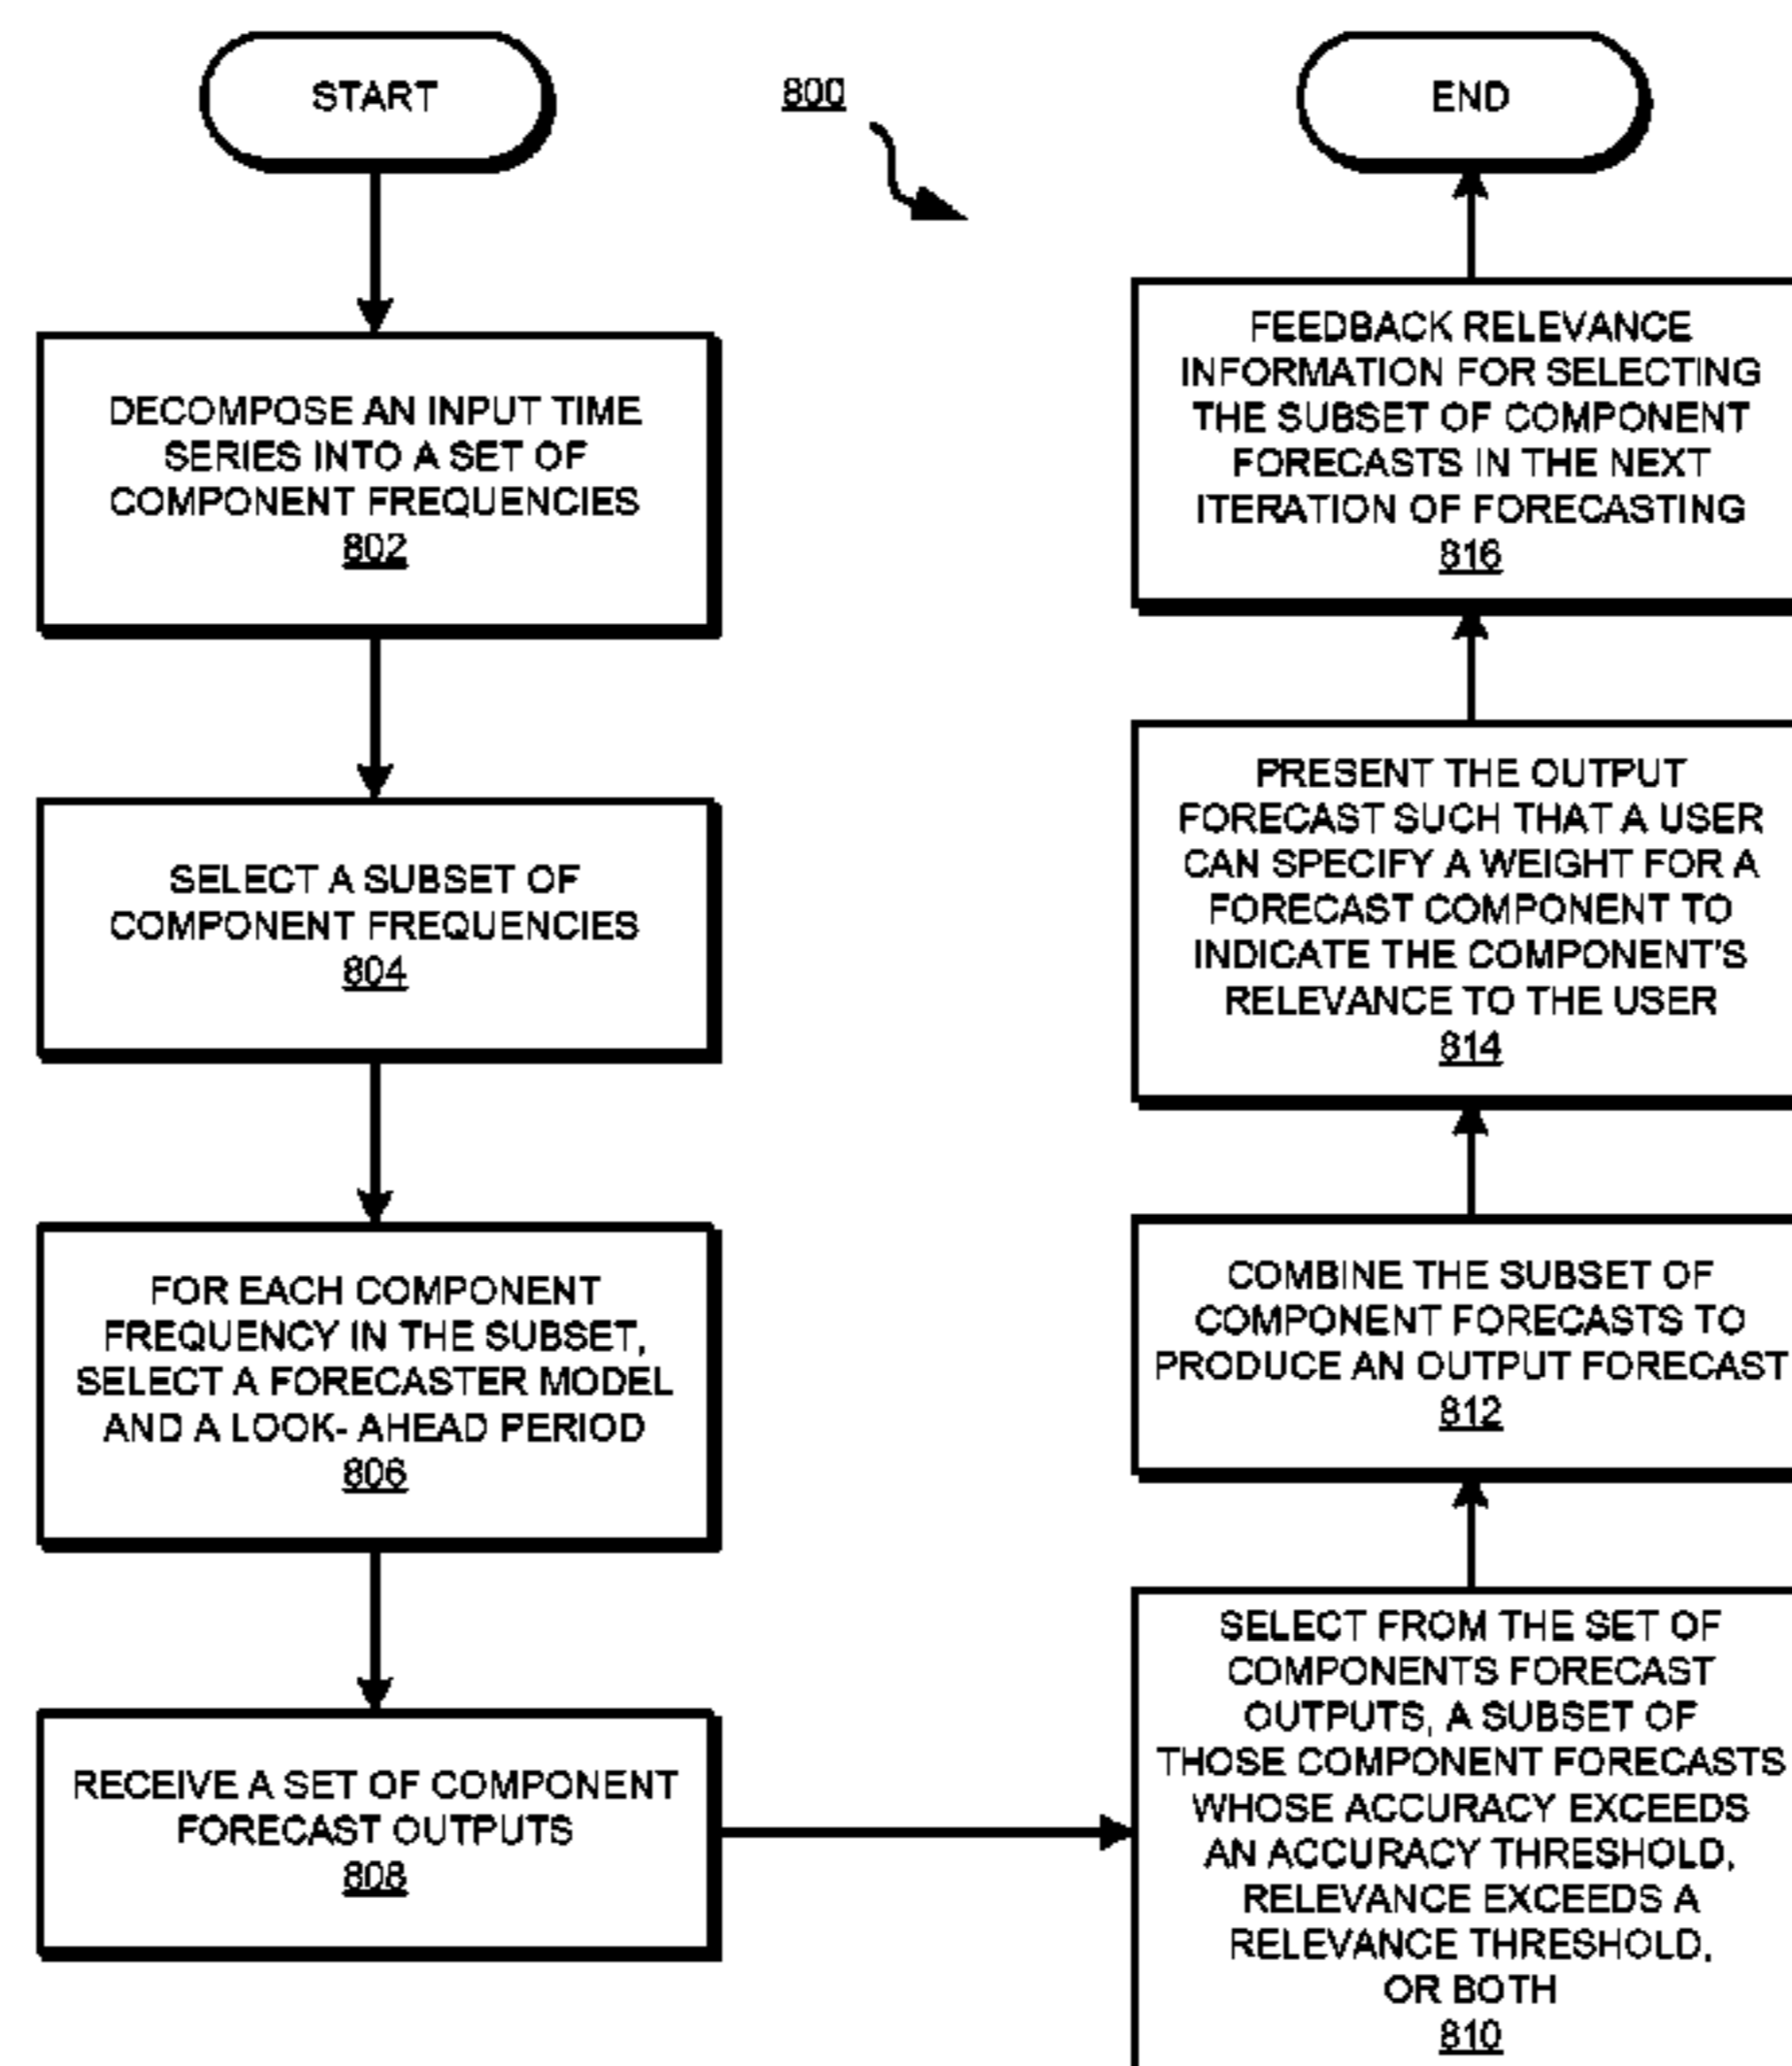 START
800
END
DECOMPOSE AN INPUT TIME
SERIES INTO A SET OF
COMPONENT FREQUENCIES
802
SELECT A SUBSET OF
COMPONENT FREQUENCIES
804
FOR EACH COMPONENT
FREQUENCY IN THE SUBSET,
SELECT A FORECASTER MODEL
AND A LOOK- AHEAD PERIOD
806
RECEIVE A SET OF COMPONENT
FORECAST OUTPUTS
808
SELECT FROM THE SET OF
COMPONENTS FORECAST
OUTPUTS, A SUBSET OF
THOSE COMPONENT FORECASTS
WHOSE ACCURACY EXCEEDS
AN ACCURACY THRESHOLD,
RELEVANCE EXCEEDS A
RELEVANCE THRESHOLD,
OR BOTH
810
COMBINE THE SUBSET OF
COMPONENT FORECASTS TO
PRODUCE AN OUTPUT FORECAST
812
PRESENT THE OUTPUT
FORECAST SUCH THAT A USER
CAN SPECIFY A WEIGHT FOR A
FORECAST COMPONENT TO
INDICATE THE COMPONENT'S
RELEVANCE TO THE USER
814
FEEDBACK RELEVANCE
INFORMATION FOR SELECTING
THE SUBSET OF COMPONENT
FORECASTS IN THE NEXT
ITERATION OF FORECASTING
816